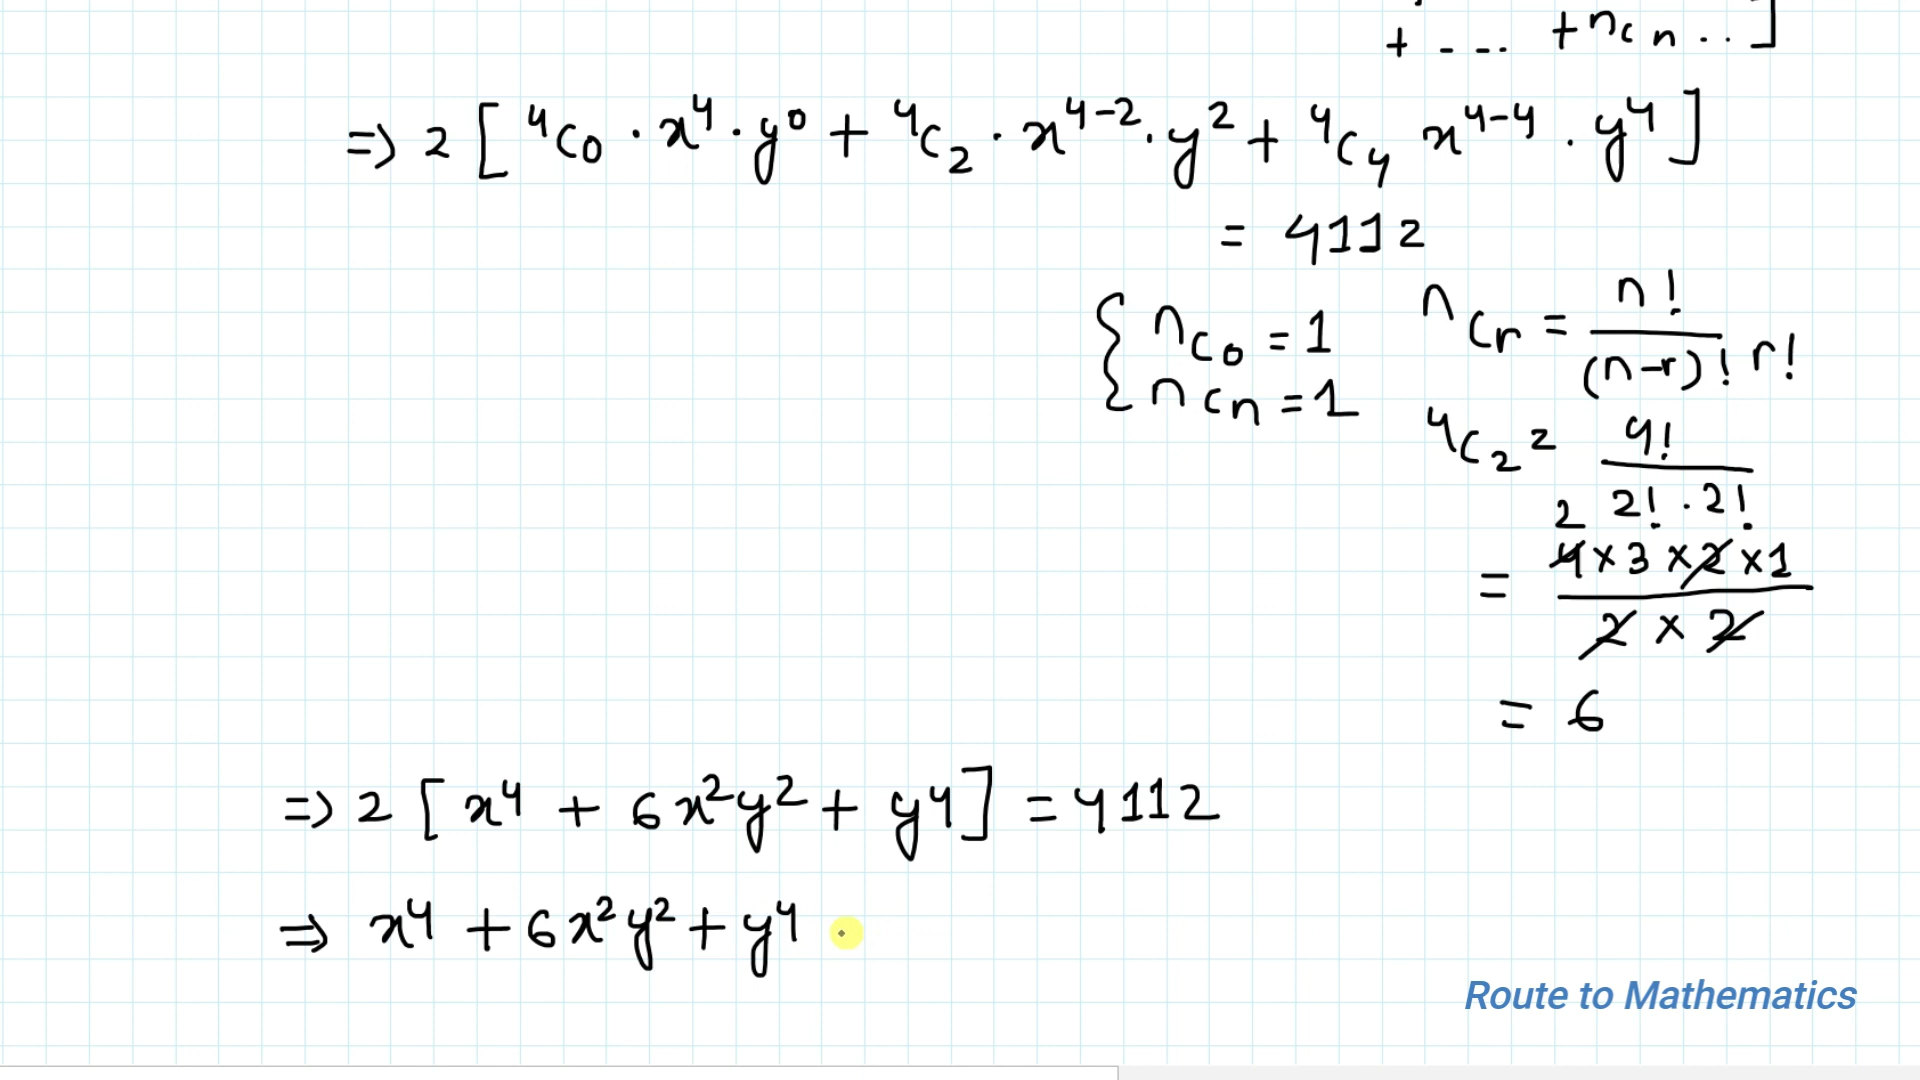 + - -.. + ⁿCₙ . . ]
=> 2 [ ⁴C₀ · x⁴ · y⁰ + ⁴C₂ · x⁴⁻² · y² + ⁴C₄ x⁴⁻⁴ · y⁴ ]
= 4112
{ ⁿC₀ = 1
ⁿCₙ = 1
ⁿCᵣ = n! / (n-r)! r!
⁴C₂ = 4! / 2! . 2!
2
= 4 × 3 × 2 × 1 / 2 × 2
= 6
=> 2 [ x⁴ + 6x²y² + y⁴ ] = 4112
=> x⁴ + 6x²y² + y⁴
Route to Mathematics